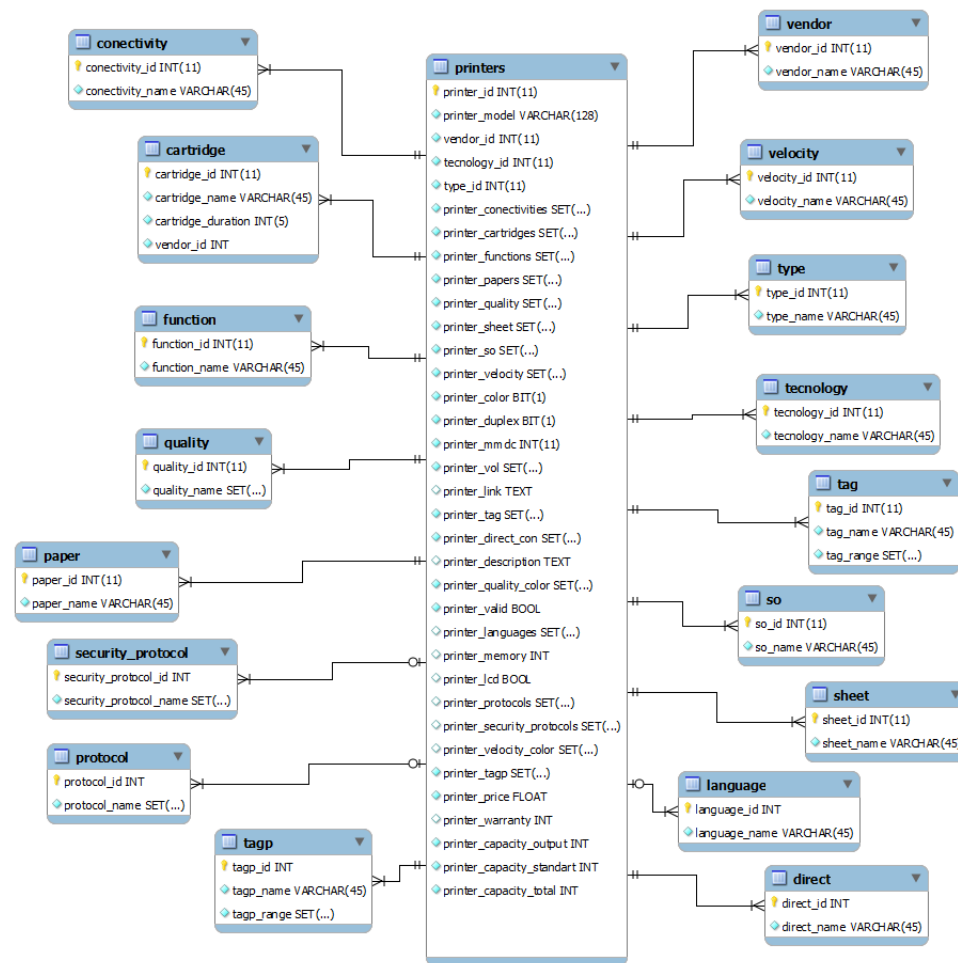 conectivity
conectivity_id INT(11)
conectivity_name VARCHAR(45)
cartridge
cartridge_id INT(11)
cartridge_name VARCHAR(45)
cartridge_duration INT(5)
vendor_id INT
function
function_id INT(11)
function_name VARCHAR(45)
quality
quality_id INT(11)
quality_name SET(...)
paper
paper_id INT(11)
paper_name VARCHAR(45)
security_protocol
security_protocol_id INT
security_protocol_name SET(...)
protocol
protocol_id INT
protocol_name SET(...)
tagp
tagp_id INT
tagp_name VARCHAR(45)
tagp_range SET(...)
printers
printer_id INT(11)
printer_model VARCHAR(128)
vendor_id INT(11)
tecnology_id INT(11)
type_id INT(11)
printer_conectivities SET(...)
printer_cartridges SET(...)
printer_functions SET(...)
printer_papers SET(...)
printer_quality SET(...)
printer_sheet SET(...)
printer_so SET(...)
printer_velocity SET(...)
printer_color BIT(1)
printer_duplex BIT(1)
printer_mmdc INT(11)
printer_vol SET(...)
printer_link TEXT
printer_tag SET(...)
printer_direct_con SET(...)
printer_description TEXT
printer_quality_color SET(...)
printer_valid BOOL
printer_languages SET(...)
printer_memory INT
printer_lcd BOOL
printer_protocols SET(...)
printer_security_protocols SET(...)
printer_velocity_color SET(...)
printer_tagp SET(...)
printer_price FLOAT
printer_warranty INT
printer_capacity_output INT
printer_capacity_standart INT
printer_capacity_total INT
vendor
vendor_id INT(11)
vendor_name VARCHAR(45)
velocity
velocity_id INT(11)
velocity_name VARCHAR(45)
type
type_id INT(11)
type_name VARCHAR(45)
tecnology
tecnology_id INT(11)
tecnology_name VARCHAR(45)
tag
tag_id INT(11)
tag_name VARCHAR(45)
tag_range SET(...)
so
so_id INT(11)
so_name VARCHAR(45)
sheet
sheet_id INT(11)
sheet_name VARCHAR(45)
language
language_id INT
language_name VARCHAR(45)
direct
direct_id INT
direct_name VARCHAR(45)